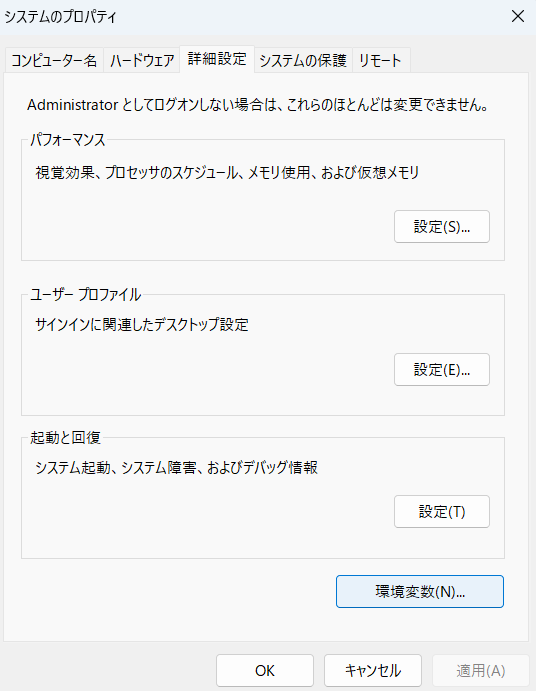 システムのプロパティ
コンピューター名 ハードウェア 詳細設定 システムの保護 リモート
Administrator としてログオンしない場合は、これらのほとんどは変更できません。
パフォーマンス
視覚効果、プロセッサのスケジュール、メモリ使用、および仮想メモリ
設定(S)...
ユーザー プロファイル
サインインに関連したデスクトップ設定
設定(E)...
起動と回復
システム起動、システム障害、およびデバッグ情報
設定(T)
環境変数(N)...
OK キャンセル 適用(A)